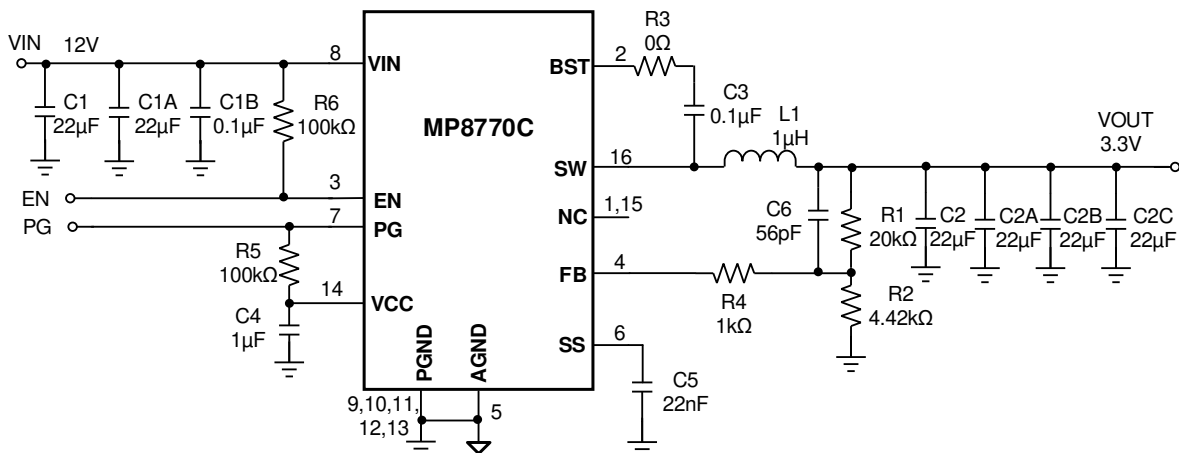 VIN
12V
8
VIN
C1
22µF
C1A
22µF
C1B
0.1µF
R6
100kΩ
EN
3
EN
PG
7
PG
R5
100kΩ
14
VCC
C4
1µF
MP8770C
PGND
AGND
9,10,11,
12,13
5
BST
2
R3
0Ω
C3
0.1µF
L1
1µH
SW
16
NC
1,15
FB
4
R4
1kΩ
SS
6
C5
22nF
C6
56pF
R1
20kΩ
R2
4.42kΩ
C2
22µF
C2A
22µF
C2B
22µF
C2C
22µF
VOUT
3.3V